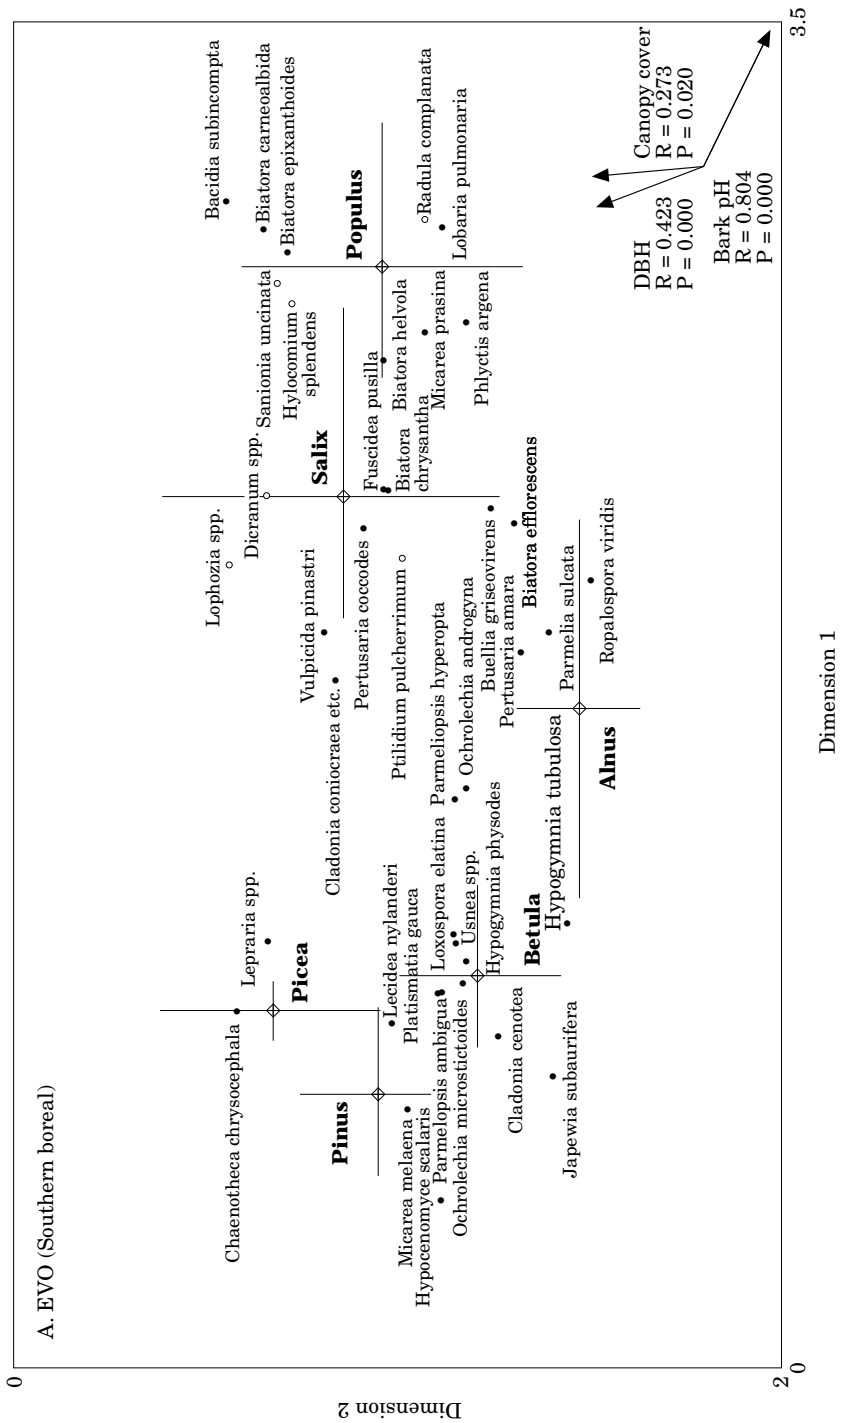 A. EVO (Southern boreal)
Bacidia subincompta
Biatora carneoalbida
Biatora epixanthoides
Populus
Radula complanata
Lobaria pulmonaria
Sanionia uncinata
Hylocomium
splendens
Fuscidea pusilla
Biatora helvola
Micarea prasina
Phlyctis argena
Biatora
chrysantha
Salix
Dicranum spp.
Lophozia spp.
Vulpicida pinastri
Pertusaria coccodes
Cladonia coniocraea etc.
Ptilidium pulcherrimum
Parmeliopsis hyperopta
Ochrolechia androgyna
Buellia griseovirens
Pertusaria amara
Biatora efflorescens
Parmelia sulcata
Ropalospora viridis
Alnus
Hypogymnia tubulosa
Lepraria spp.
Picea
Chaenotheca chrysocephala
Lecidea nylanderi
Platismatia gauca
Loxospora elatina
Usnea spp.
Hypogymnia physodes
Betula
Pinus
Micarea melaena
Hypocenomyce scalaris
Parmelopsis ambigua
Ochrolechia microstictoides
Cladonia cenotea
Japewia subaurifera
DBH
R = 0.423
P = 0.000
Canopy cover
R = 0.273
P = 0.020
Bark pH
R = 0.804
P = 0.000
0
2
Dimension 2
0
3.5
Dimension 1